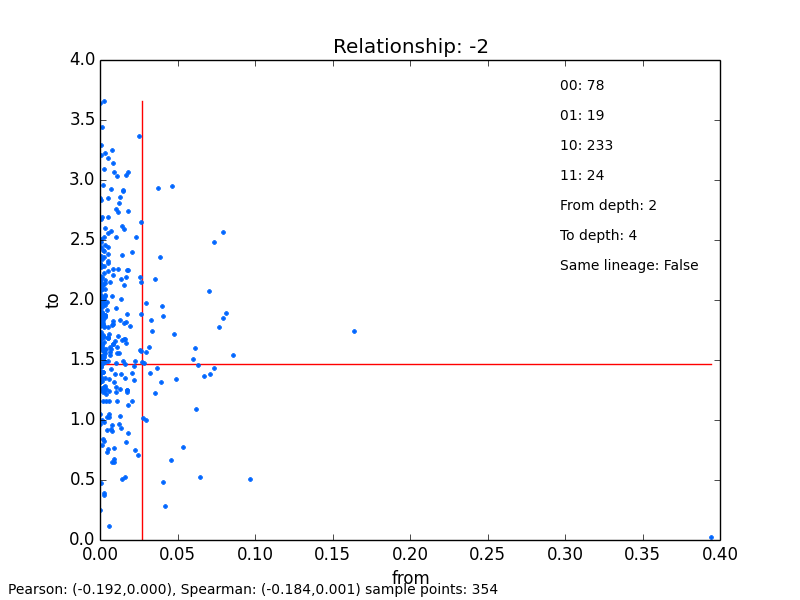 Relationship: -2
4.0
3.5
3.0
2.5
2.0
1.5
1.0
0.5
0.0
to
00: 78
01: 19
10: 233
11: 24
From depth: 2
To depth: 4
Same lineage: False
0.00 0.05 0.10 0.15 0.20 0.25 0.30 0.35 0.40
from
Pearson: (-0.192,0.000), Spearman: (-0.184,0.001) sample points: 354